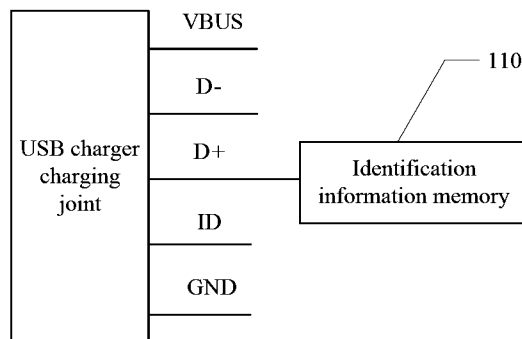 VBUS
D-
D+
ID
GND
USB charger
charging
joint
Identification
information memory
110